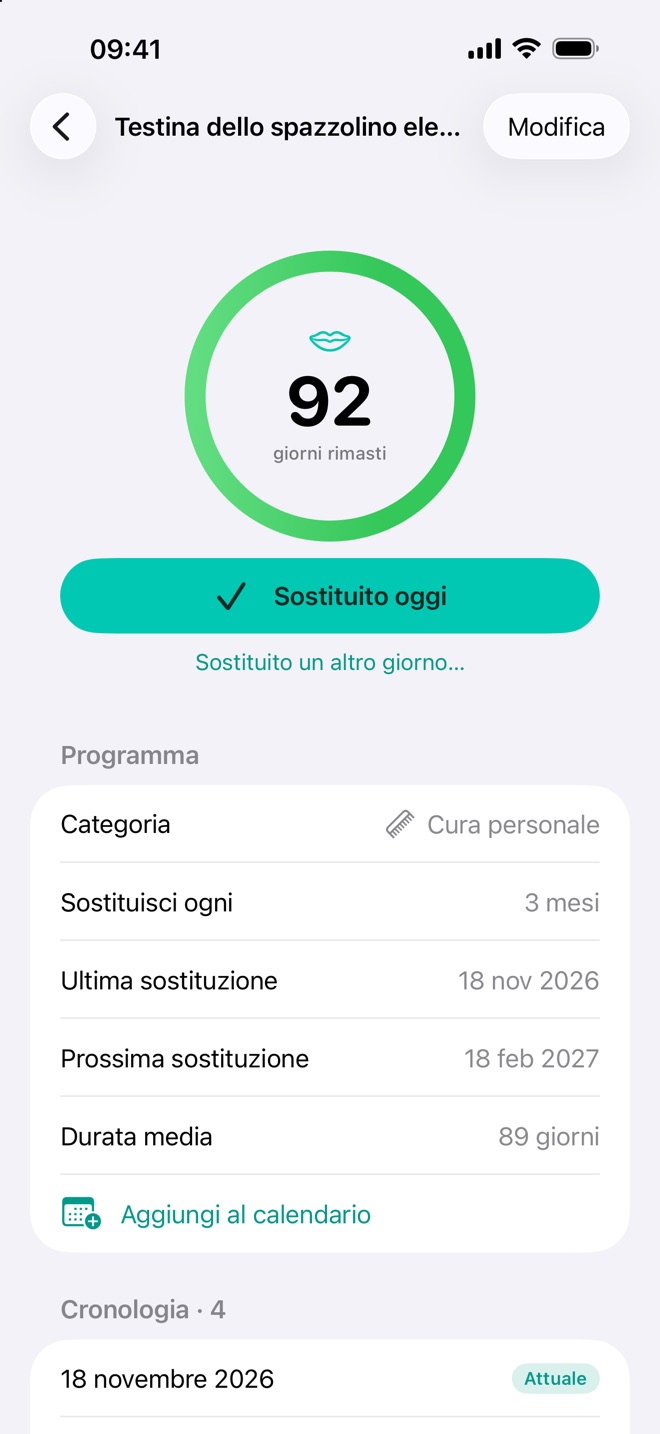 09:41
Testina dello spazzolino ele...
Modifica
92
giorni rimasti
Sostituito oggi
Sostituito un altro giorno...
Programma
Categoria
Cura personale
Sostituisci ogni
3 mesi
Ultima sostituzione
18 nov 2026
Prossima sostituzione
18 feb 2027
Durata media
89 giorni
Aggiungi al calendario
Cronologia · 4
18 novembre 2026
Attuale